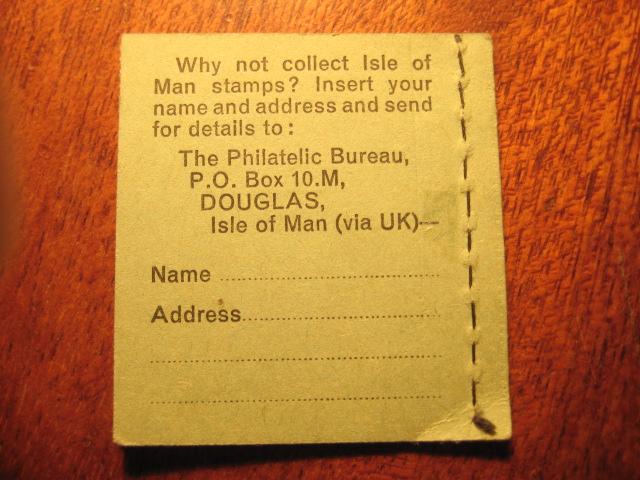 Why not collect Isle of
Man stamps? Insert your
name and address and send
for details to:
The Philatelic Bureau,
P.O. Box 10.M,
DOUGLAS,
Isle of Man (via UK)—
Name ........................................
Address....................................
....................................................
....................................................